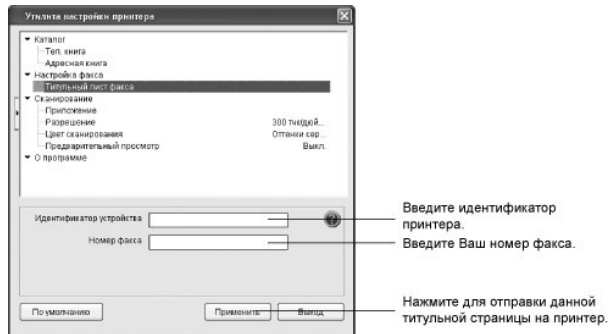 Утилита настройки принтера
Каталог
Тел. книга
Адресная книга
Настройка факса
Титульный лист факса
Сканирование
Приложение
Разрешение 300 тчк/дюй...
Цвет сканирования Оттенки сер...
Предварительный просмотр Выкл.
О программе
Идентификатор устройства
Введите идентификатор
принтера.
Номер факса
Введите Ваш номер факса.
По умолчанию Применить Выход
Нажмите для отправки данной
титульной страницы на принтер.